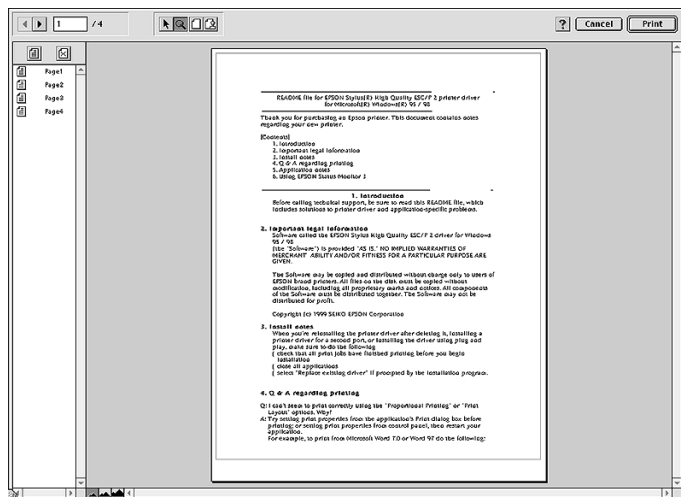 1 / 4
? Cancel Print
Page1
Page2
Page3
Page4
README file for EPSON Stylus(R) High Quality ESC/P 2 printer driver
for Microsoft(R) Windows(R) 95 / 98
Thank you for purchasing an Epson printer. This document contains notes
regarding your new printer.
[Contents]
1. Introduction
2. Important legal information
3. Install notes
4. Q & A regarding printing
5. Application notes
6. Using EPSON Status Monitor 3
1. Introduction
Before calling technical support, be sure to read this README file, which
includes solutions to printer driver and application-specific problems.
2. Important legal information
Software called the EPSON Stylus High Quality ESC/P 2 driver for Windows
95 / 98
(the "Software") is provided "AS IS." NO IMPLIED WARRANTIES OF
MERCHANT ABILITY AND/OR FITNESS FOR A PARTICULAR PURPOSE ARE
GIVEN.
The Software may be copied and distributed without charge only to users of
EPSON brand printers. All files on the disk must be copied without
modification, including all proprietary marks and notices. All components
of the Software must be distributed together. The Software may not be
distributed for profit.
Copyright (c) 1999 SEIKO EPSON Corporation
3. Install notes
When you're reinstalling the printer driver after deleting it, installing a
printer driver for a second port, or installing the driver using plug and
play, make sure to do the following
( check that all print jobs have finished printing before you begin
installation
( close all applications
( select "Replace existing driver" if prompted by the installation program.
4. Q & A regarding printing
Q: I can't seem to print correctly using the "Proportional Printing" or "Print
Layout" options. Why?
A: Try setting print properties from the application's Print dialog box before
printing; or setting print properties from control panel, then restart your
application.
For example, to print from Microsoft Word 7.0 or Word 97 do the following: